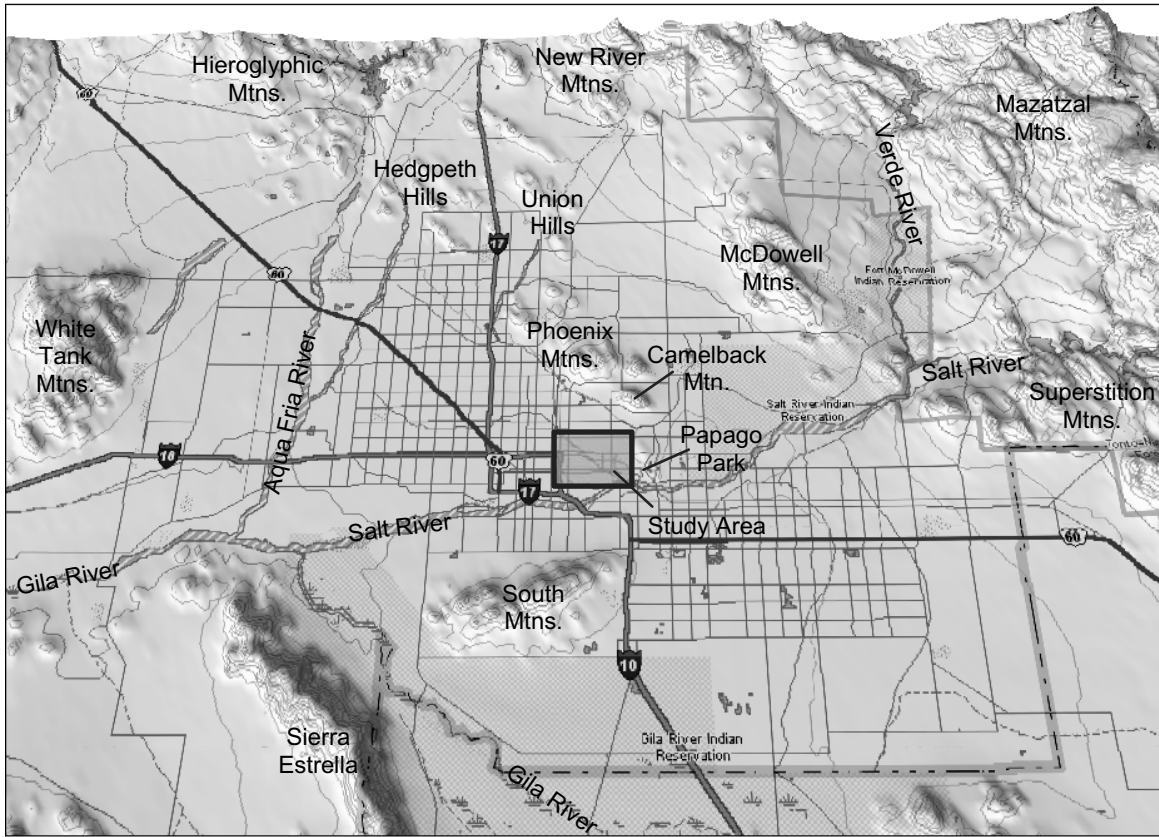 Hieroglyphic
Mtns.
New River
Mtns.
Mazatzal
Mtns.
60
Verde River
Hedgpeth
Hills
Union
Hills
17
McDowell
Mtns.
Fort McDowell
Indian Reservation
60
White
Tank
Mtns.
Aqua Fria River
Phoenix
Mtns.
Camelback
Mtn.
Salt River
Superstition
Mtns.
Salt River Indian
Reservation
Papago
Park
10
60
17
Study Area
Salt River
60
Gila River
South
Mtns.
10
Sierra
Estrella
Gila River Indian
Reservation
Gila River